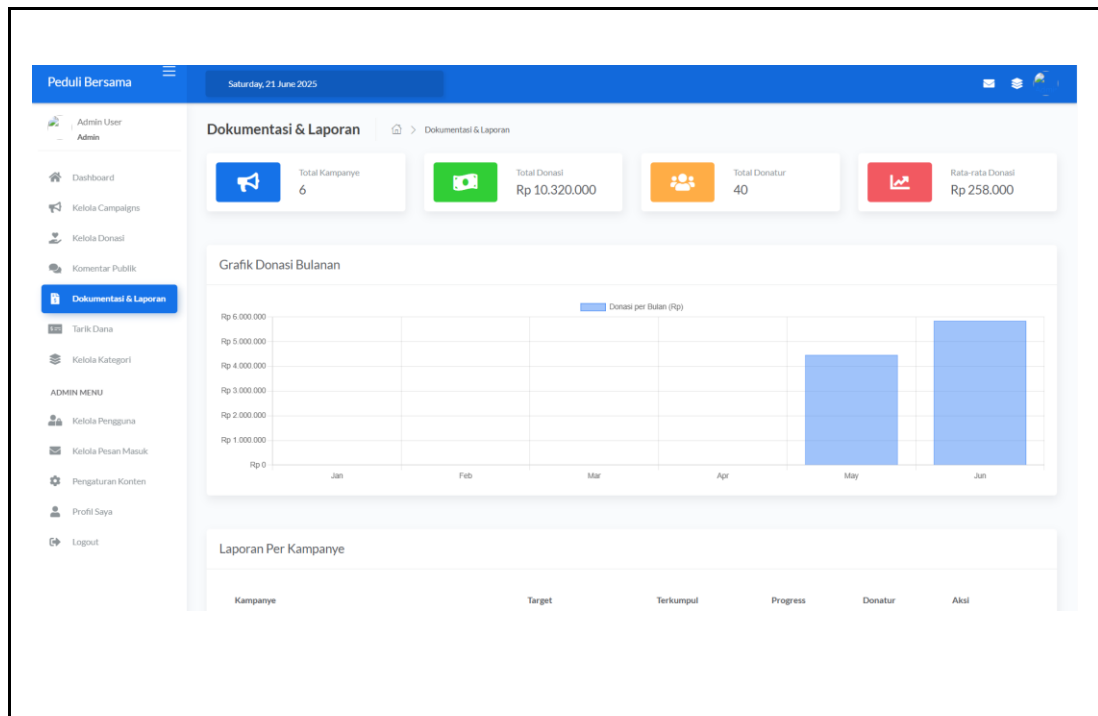 Peduli Bersama
Saturday, 21 June 2025
Admin User
Admin
Dashboard
Kelola Campaigns
Kelola Donasi
Komentar Publik
Dokumentasi & Laporan
Tarik Dana
Kelola Kategori
ADMIN MENU
Kelola Pengguna
Kelola Pesan Masuk
Pengaturan Konten
Profil Saya
Logout
Dokumentasi & Laporan > Dokumentasi & Laporan
Total Kampanye
6
Total Donasi
Rp 10.320.000
Total Donatur
40
Rata-rata Donasi
Rp 258.000
Grafik Donasi Bulanan
Donasi per Bulan (Rp)
Rp 6.000.000
Rp 5.000.000
Rp 4.000.000
Rp 3.000.000
Rp 2.000.000
Rp 1.000.000
Rp 0
Jan Feb Mar Apr May Jun
Laporan Per Kampanye
Kampanye Target Terkumpul Progress Donatur Aksi